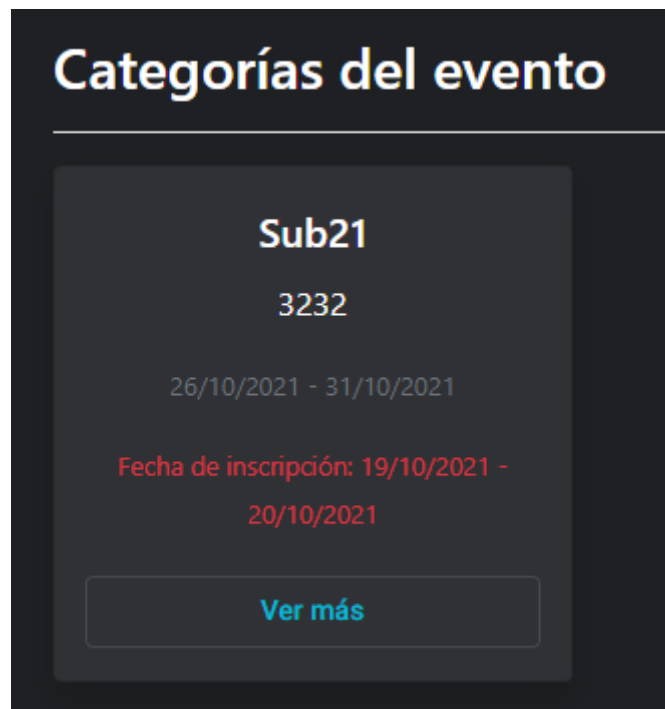 Categorías del evento
Sub21
3232
26/10/2021 - 31/10/2021
Fecha de inscripción: 19/10/2021 -
20/10/2021
Ver más